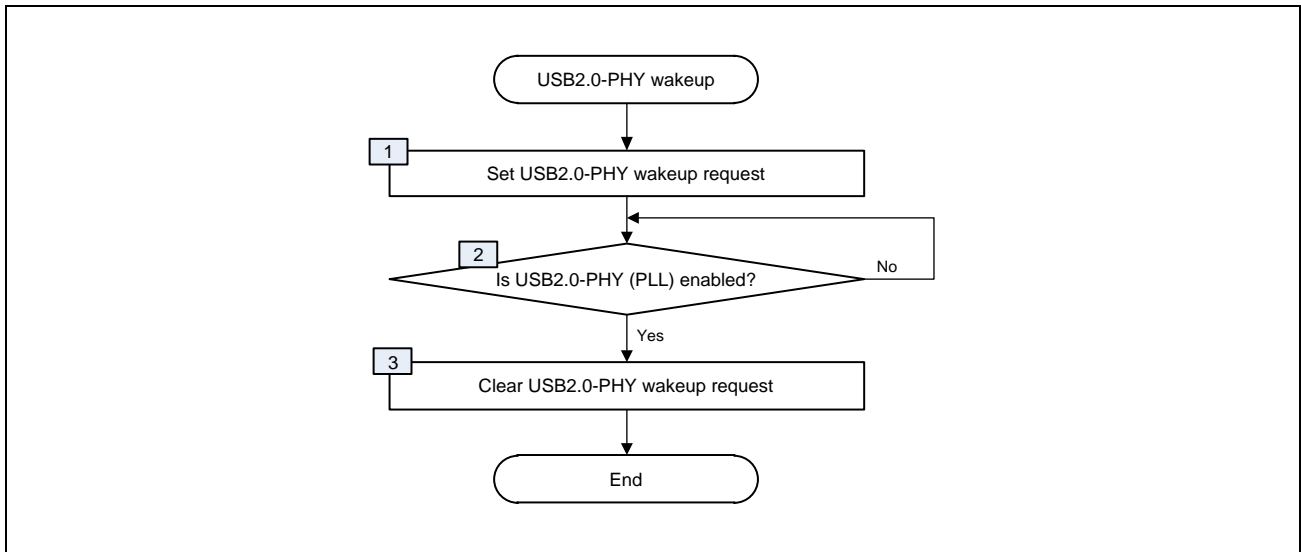 USB2.0-PHY wakeup
1
Set USB2.0-PHY wakeup request
2
Is USB2.0-PHY (PLL) enabled?
No
Yes
3
Clear USB2.0-PHY wakeup request
End